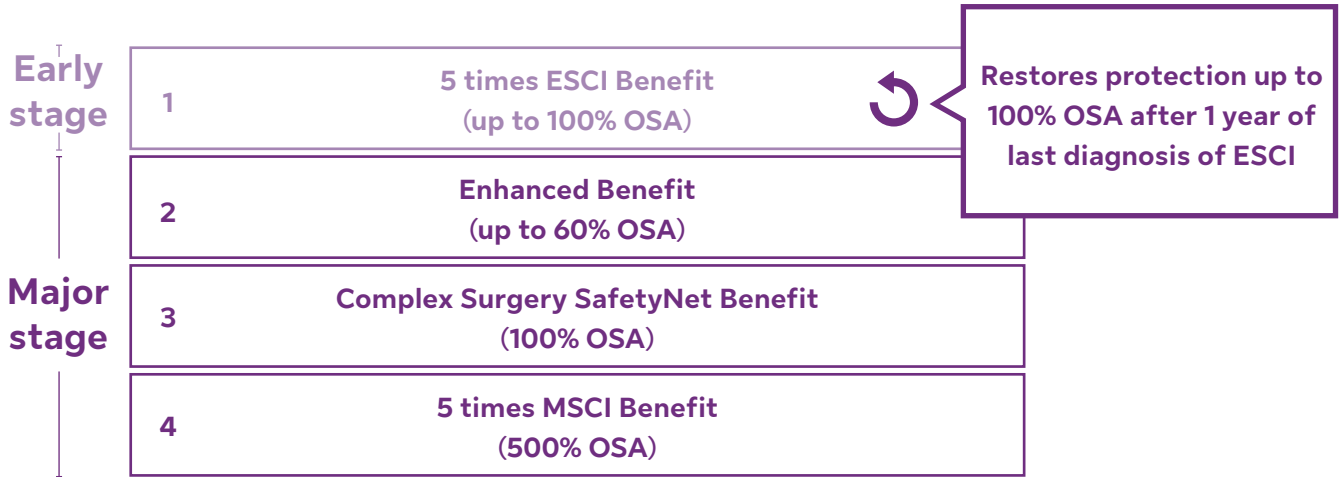 Early
stage
1
5 times ESCI Benefit
(up to 100% OSA)
Restores protection up to
100% OSA after 1 year of
last diagnosis of ESCI
Major
stage
2
Enhanced Benefit
(up to 60% OSA)
3
Complex Surgery SafetyNet Benefit
(100% OSA)
4
5 times MSCI Benefit
(500% OSA)